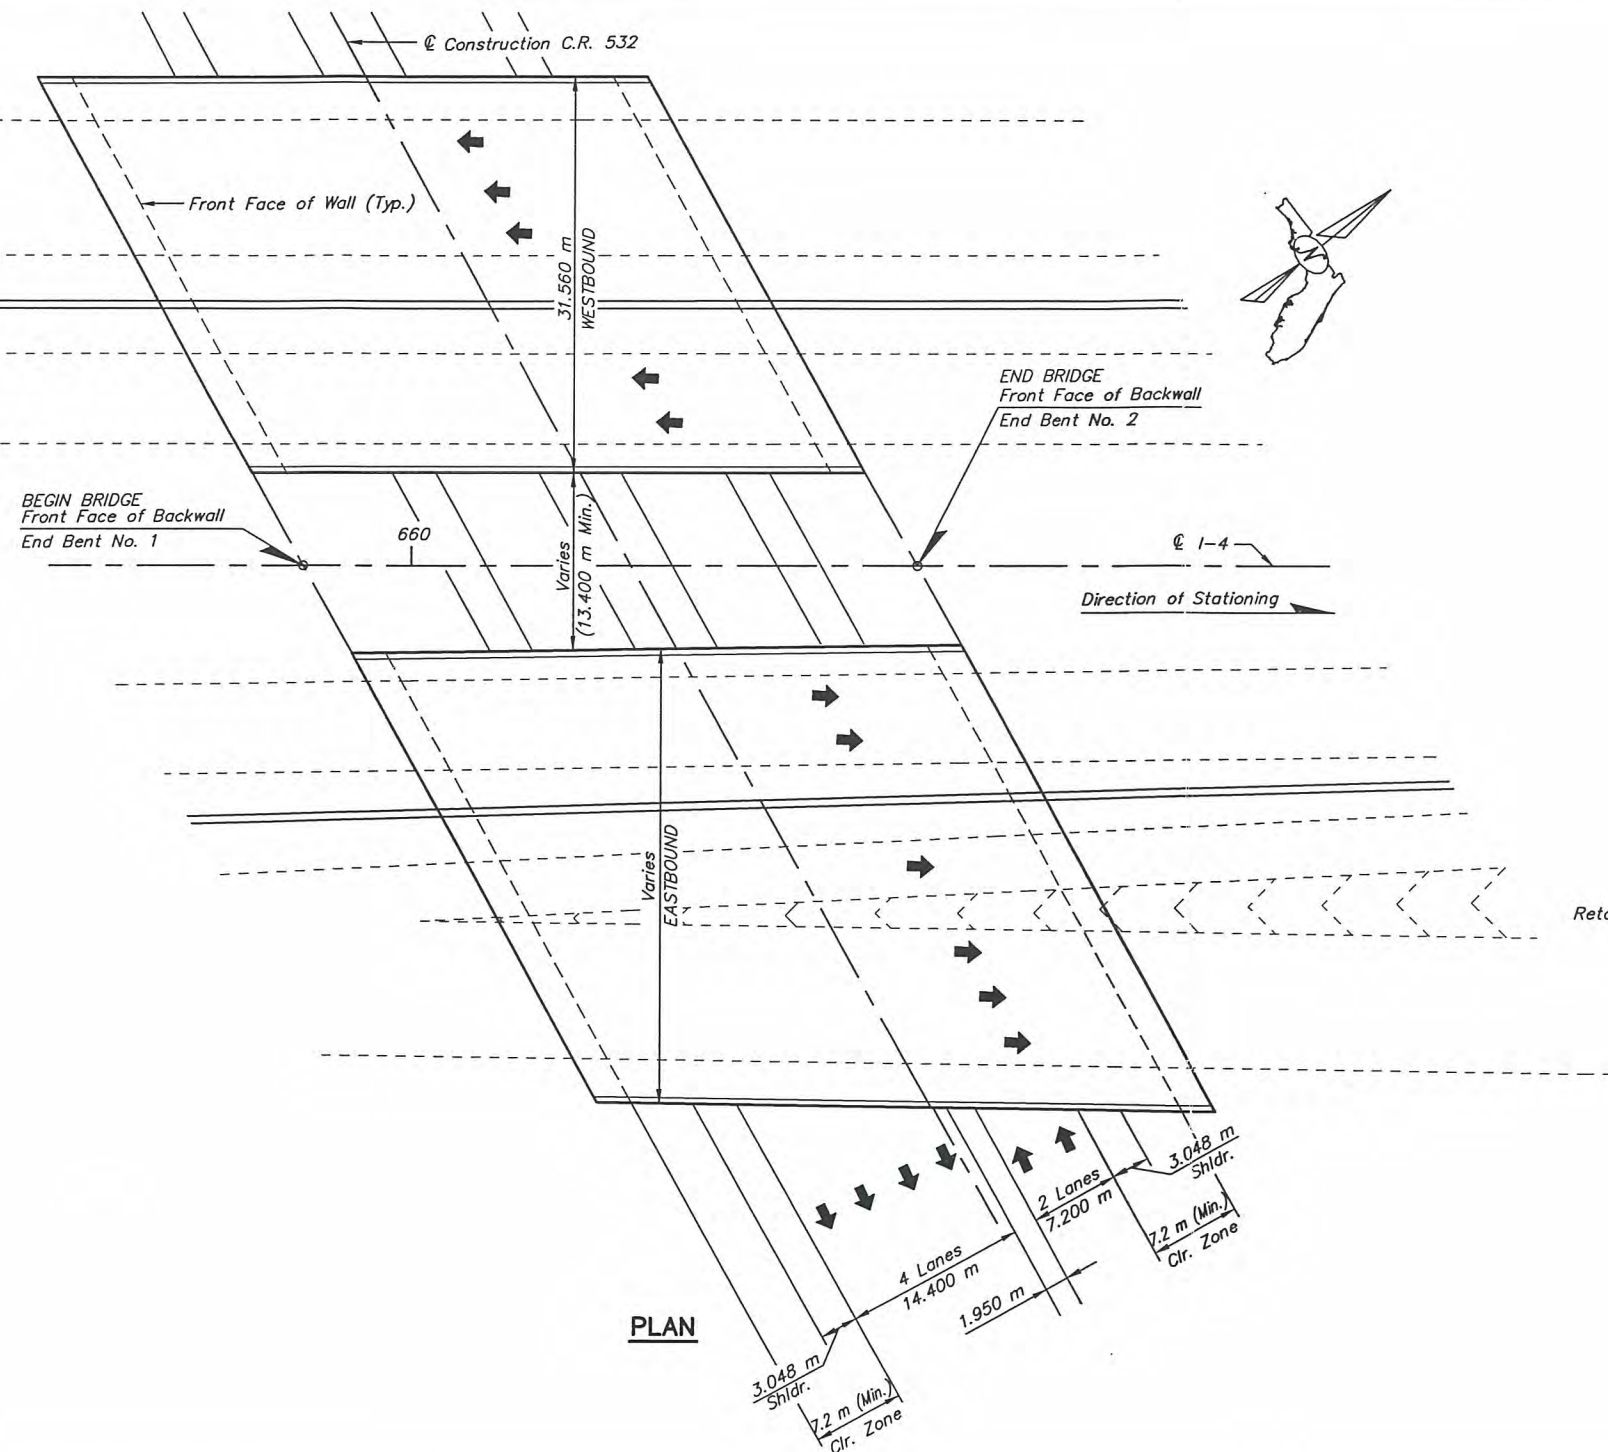 ℄ Construction C.R. 532
Front Face of Wall (Typ.)
31.560 m
WESTBOUND
N
END BRIDGE
Front Face of Backwall
End Bent No. 2
BEGIN BRIDGE
Front Face of Backwall
End Bent No. 1
660
Varies
(13.400 m Min.)
℄ I-4
Direction of Stationing
Varies
EASTBOUND
3.048 m
Shldr.
2 Lanes
7.200 m
7.2 m (Min.)
Clr. Zone
4 Lanes
14.400 m
1.950 m
PLAN
3.048 m
Shldr.
7.2 m (Min.)
Clr. Zone